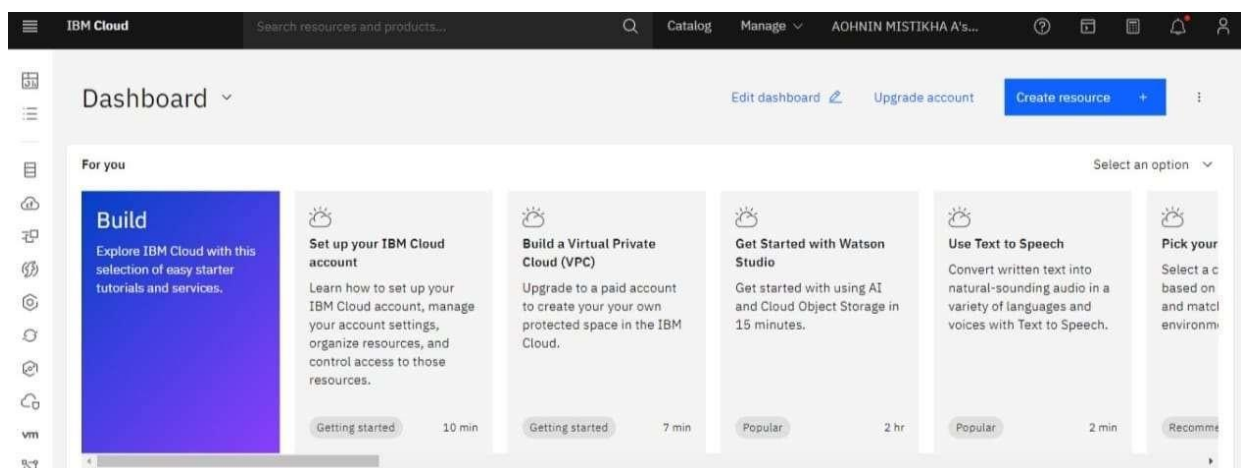 IBM Cloud
Search resources and products...
Catalog
Manage
AOHNIN MISTIKHA A's...
Dashboard
Edit dashboard
Upgrade account
Create resource +
For you
Select an option
Build
Explore IBM Cloud with this
selection of easy starter
tutorials and services.
Set up your IBM Cloud
account
Learn how to set up your
IBM Cloud account, manage
your account settings,
organize resources, and
control access to those
resources.
Getting started
10 min
Build a Virtual Private
Cloud (VPC)
Upgrade to a paid account
to create your your own
protected space in the IBM
Cloud.
Getting started
7 min
Get Started with Watson
Studio
Get started with using AI
and Cloud Object Storage in
15 minutes.
Popular
2 hr
Use Text to Speech
Convert written text into
natural-sounding audio in a
variety of languages and
voices with Text to Speech.
Popular
2 min
Pick your
Select a c
based on
and matcl
environm
Recomme
vm